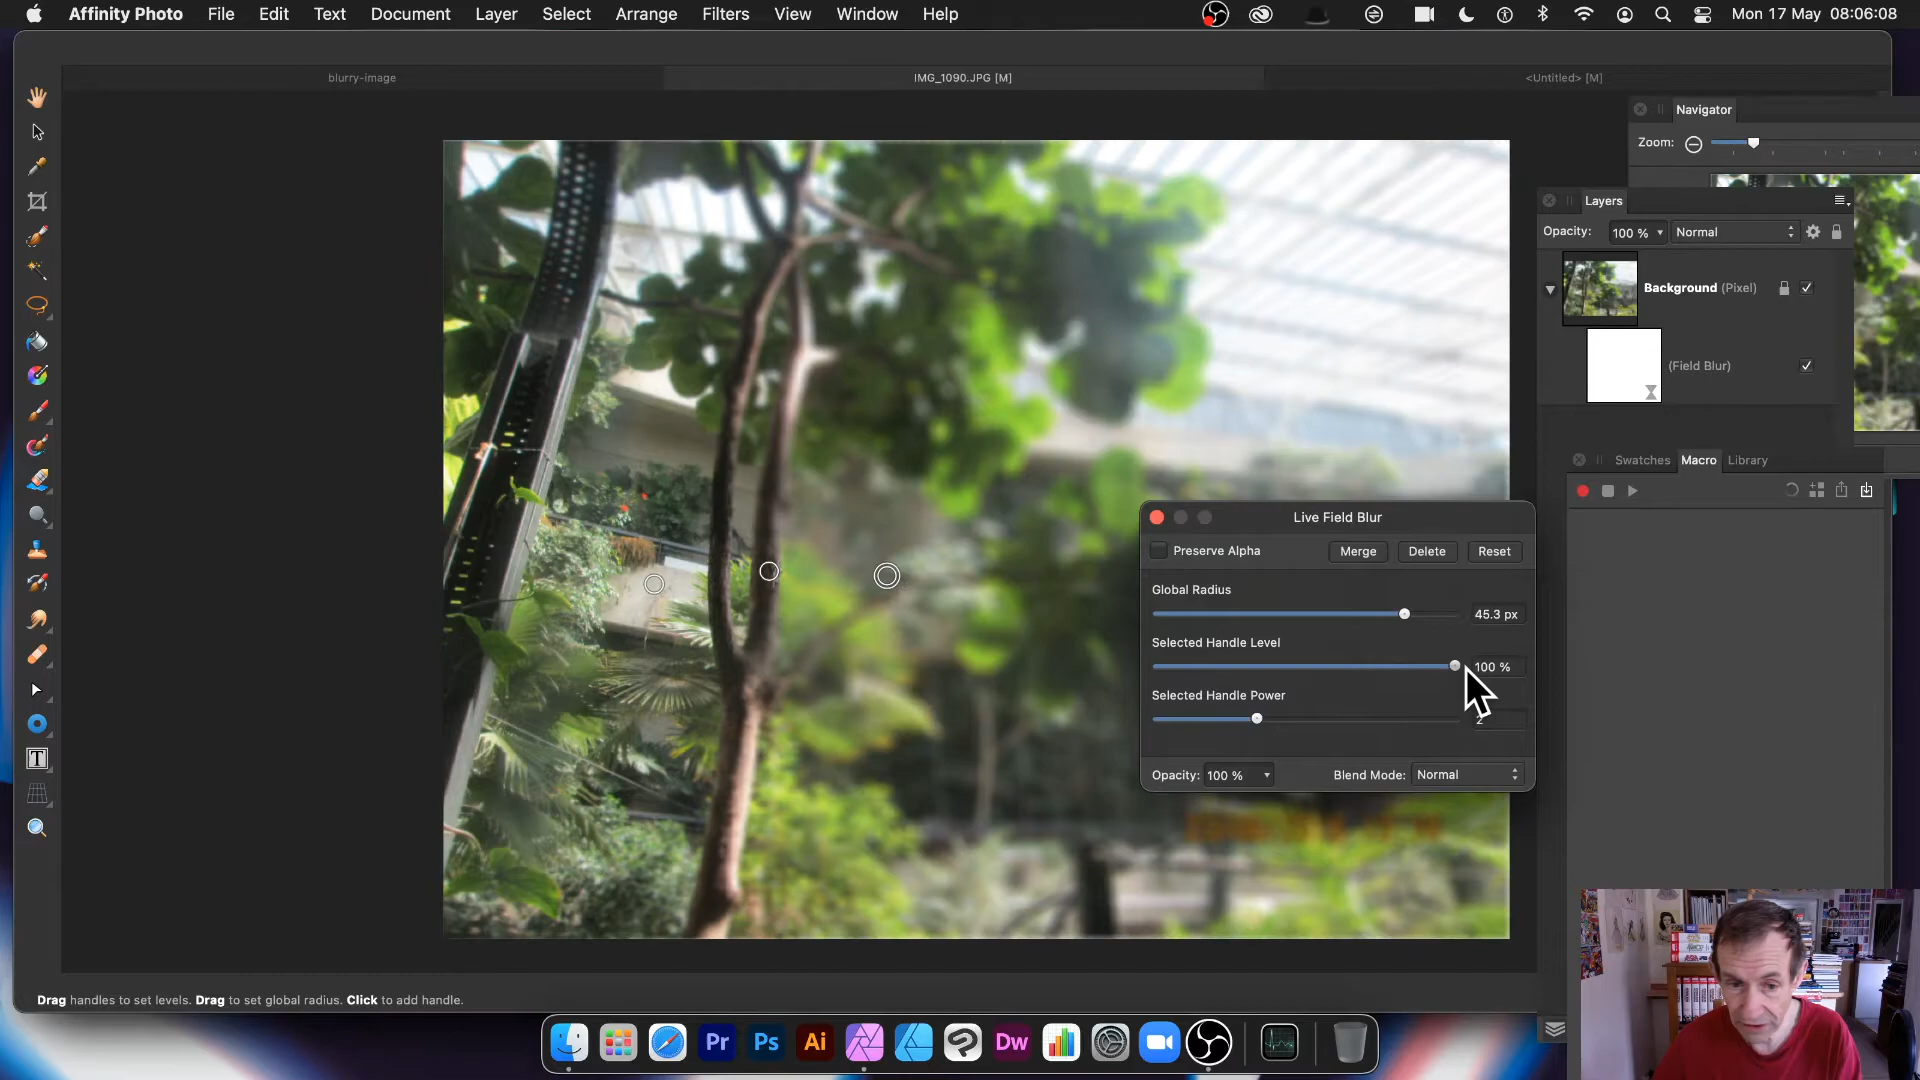 Affinity Photo File Edit Text Document Layer Select Arrange Filters View Window Help Mon 17 May 08:06:08
blurry-image IMG_1090.JPG [M] <Untitled> [M]
Navigator
Zoom:
Layers
Opacity: 100 % Normal
Background (Pixel)
(Field Blur)
Swatches Macro Library
Live Field Blur
Preserve Alpha Merge Delete Reset
Global Radius
45.3 px
Selected Handle Level
100 %
Selected Handle Power
2
Opacity: 100 % Blend Mode: Normal
Drag handles to set levels. Drag to set global radius. Click to add handle.
T
Pr Ps Ai Dw